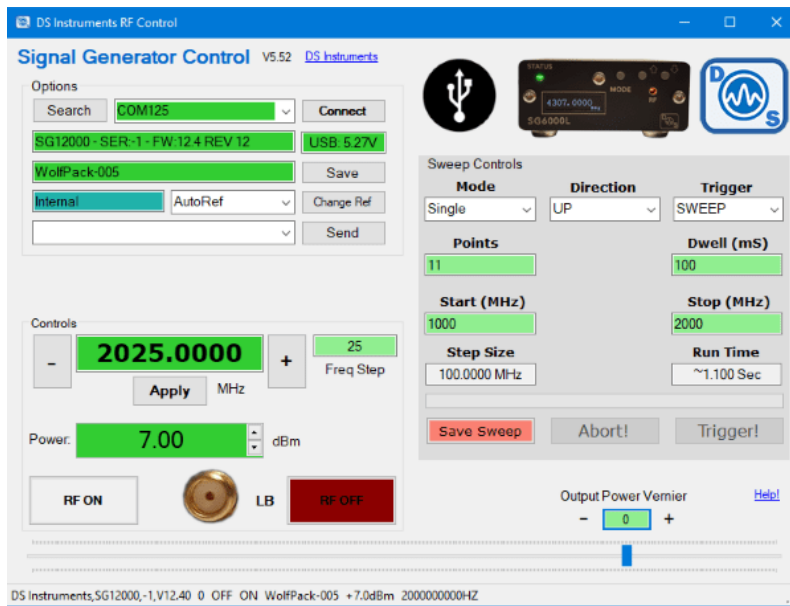 DS Instruments RF Control
Signal Generator Control V5.52 DS Instruments
Options
Search COM125 Connect
SG12000 - SER:-1 - FW:12.4 REV 12 USB: 5.27V
WolfPack-005 Save
Internal AutoRef Change Ref
Send
STATUS
MODE
RF
4307.0000
SG6000L
D S
Sweep Controls
Mode Direction Trigger
Single UP SWEEP
Points Dwell (mS)
11 100
Start (MHz) Stop (MHz)
1000 2000
Step Size Run Time
100.0000 MHz ~1.100 Sec
Save Sweep Abort! Trigger!
Controls
- 2025.0000 + 25
Freq Step
Apply MHz
Power: 7.00 dBm
RF ON LB RF OFF
Output Power Vernier Help!
- 0 +
DS Instruments,SG12000,-1,V12.40 0 OFF ON WolfPack-005 +7.0dBm 2000000000HZ